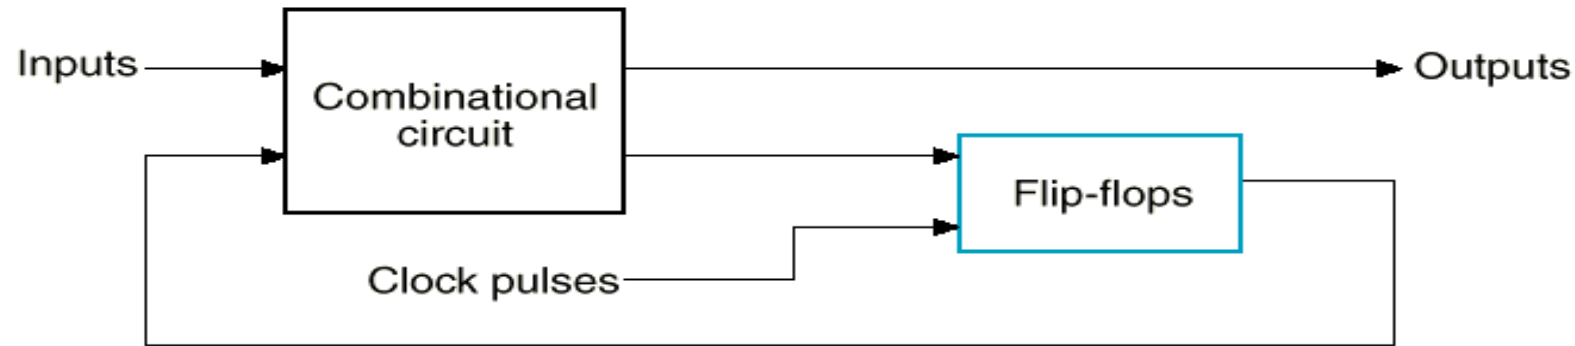 Inputs
Combinational
circuit
Outputs
Flip-flops
Clock pulses